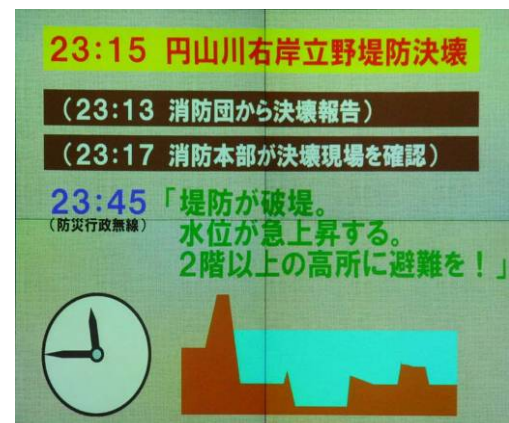 23:15 円山川右岸立野堤防決壊
（23:13 消防団から決壊報告）
（23:17 消防本部が決壊現場を確認）
23:45「堤防が破堤。
（防災行政無線）
水位が急上昇する。
2階以上の高所に避難を！」